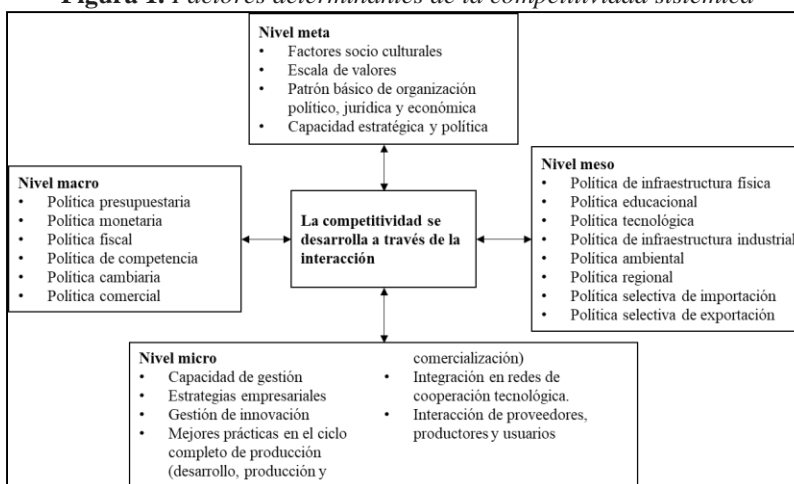 Figura 1. Factores determinantes de la competitividad sistémica
Nivel meta
• Factores socio culturales
• Escala de valores
• Patrón básico de organización
político, jurídica y económica
• Capacidad estratégica y política
Nivel macro
• Política presupuestaria
• Política monetaria
• Política fiscal
• Política de competencia
• Política cambiaria
• Política comercial
La competitividad se
desarrolla a través de la
interacción
Nivel meso
• Política de infraestructura física
• Política educacional
• Política tecnológica
• Política de infraestructura industrial
• Política ambiental
• Política regional
• Política selectiva de importación
• Política selectiva de exportación
Nivel micro
• Capacidad de gestión
• Estrategias empresariales
• Gestión de innovación
• Mejores prácticas en el ciclo
completo de producción
(desarrollo, producción y
comercialización)
• Integración en redes de
cooperación tecnológica.
• Interacción de proveedores,
productores y usuarios